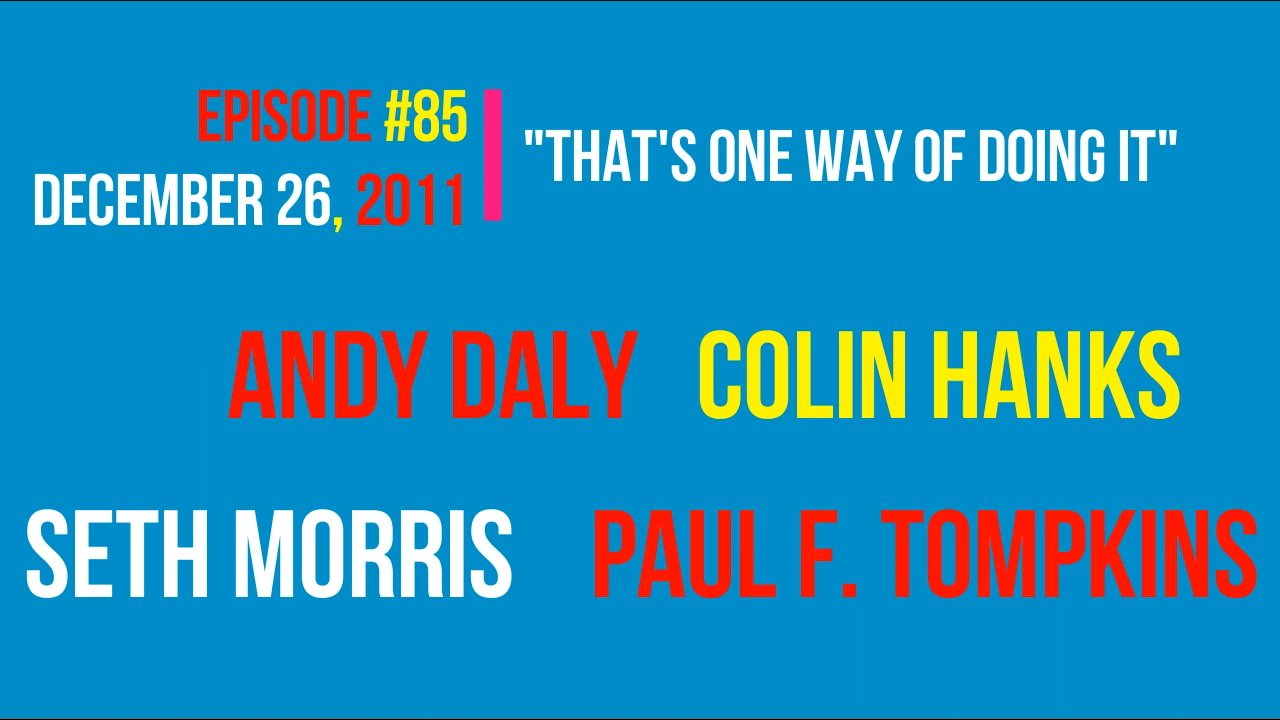 EPISODE #85
DECEMBER 26, 2011
"THAT'S ONE WAY OF DOING IT"
ANDY DALY COLIN HANKS
SETH MORRIS PAUL F. TOMPKINS